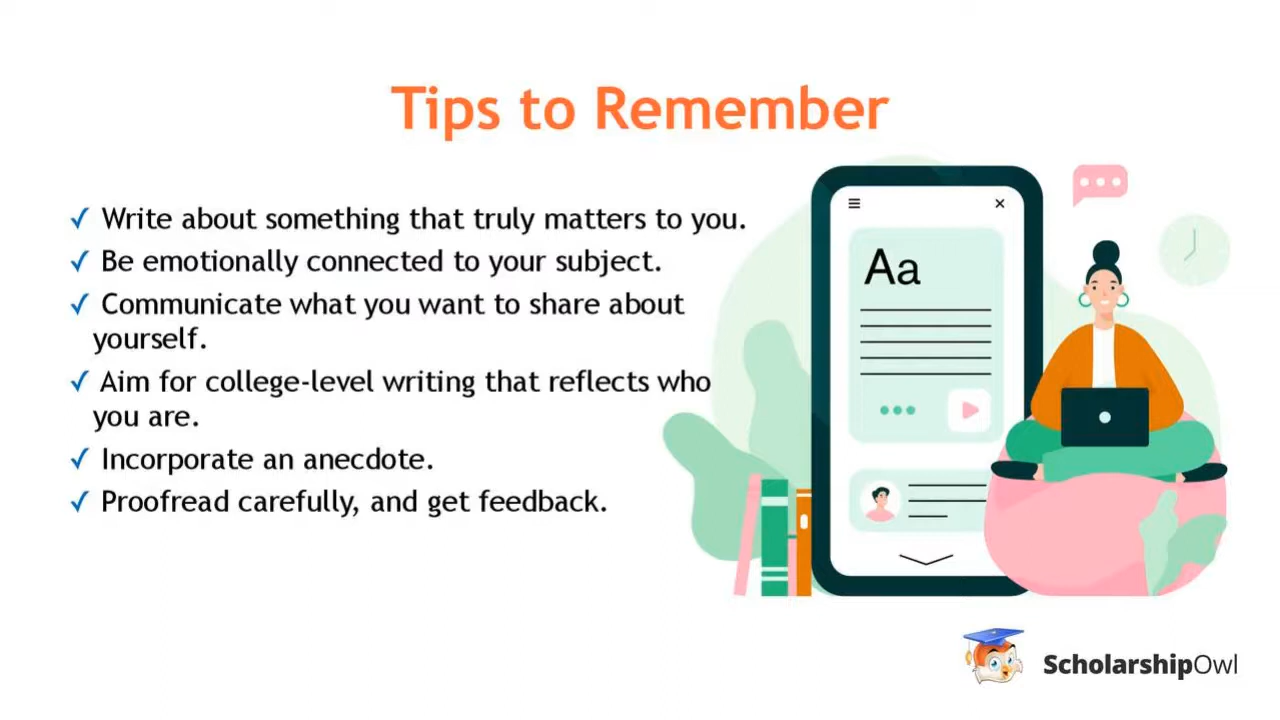 Tips to Remember
✓ Write about something that truly matters to you.
✓ Be emotionally connected to your subject.
✓ Communicate what you want to share about
yourself.
✓ Aim for college-level writing that reflects who
you are.
✓ Incorporate an anecdote.
✓ Proofread carefully, and get feedback.
Aa
ScholarshipOwl